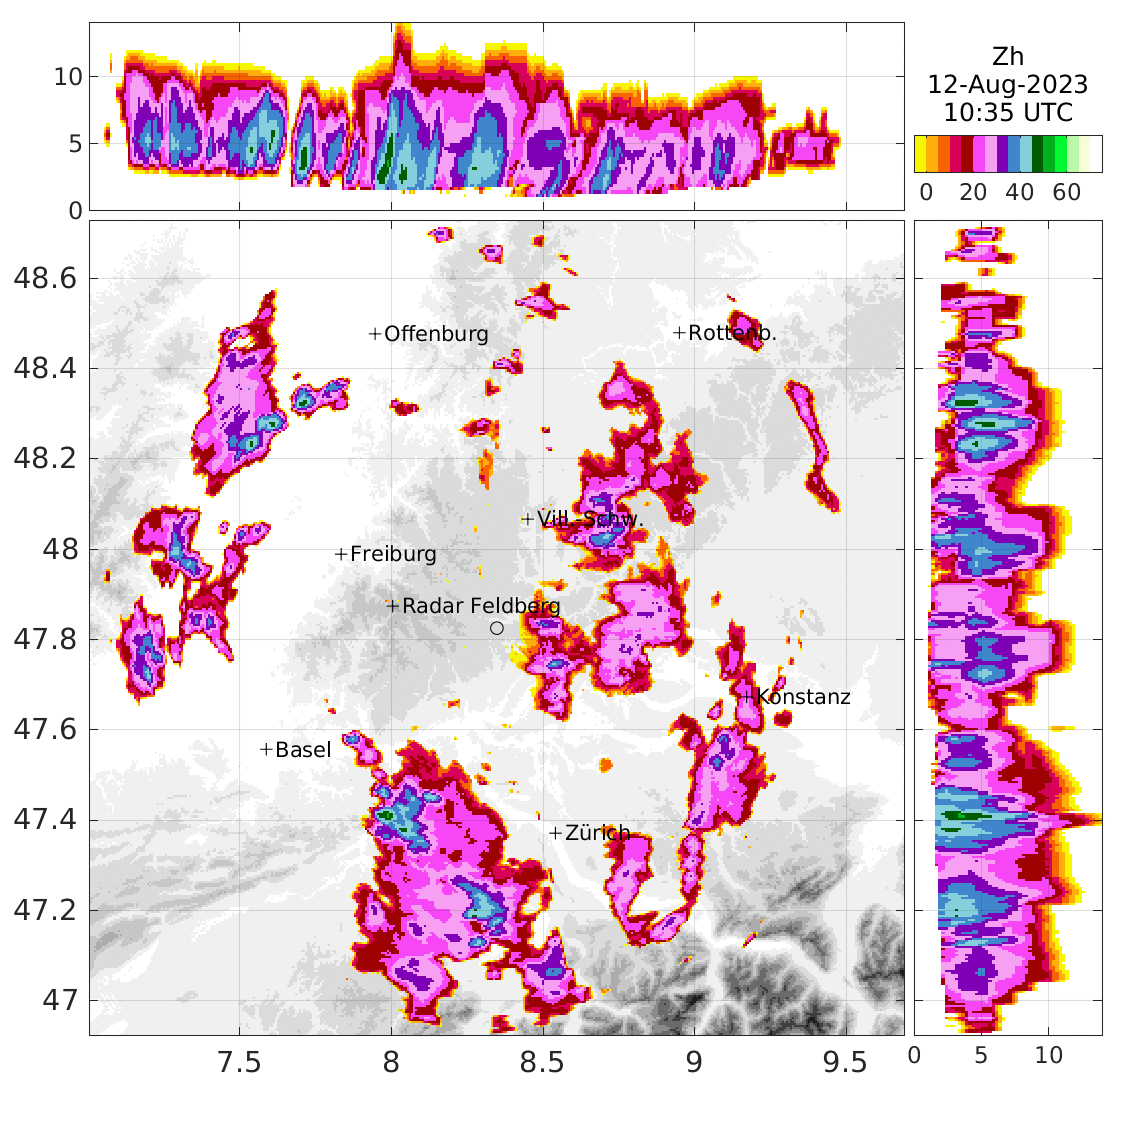 Zh
12-Aug-2023
10:35 UTC
0 20 40 60
10
5
0
48.6
48.4
48.2
48
47.8
47.6
47.4
47.2
47
+Offenburg
+Rottenb.
+Vill.-Schw.
+Freiburg
+Radar Feldberg
+Konstanz
+Basel
+Zürich
7.5 8 8.5 9 9.5
0 5 10